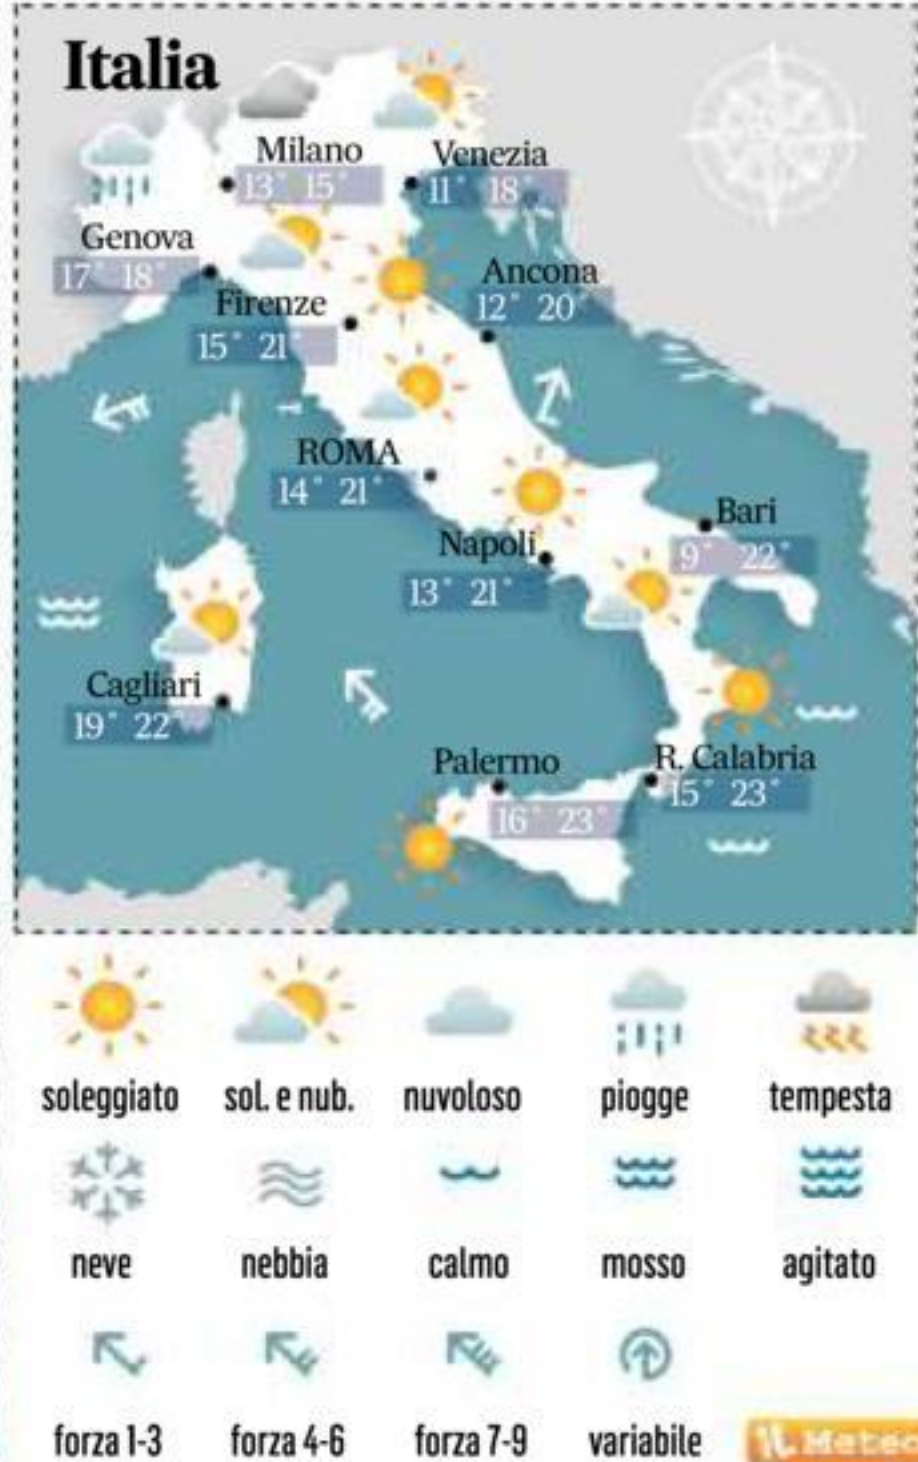 Italia
Milano
13° 15°
Venezia
11° 18°
Genova
17° 18°
Ancona
12° 20°
Firenze
15° 21°
ROMA
14° 21°
Bari
9° 22°
Napoli
13° 21°
Cagliari
19° 22°
Palermo
16° 23°
R. Calabria
15° 23°
soleggiato sol. e nub. nuvoloso piogge tempesta
neve nebbia calmo mosso agitato
forza 1-3 forza 4-6 forza 7-9 variabile